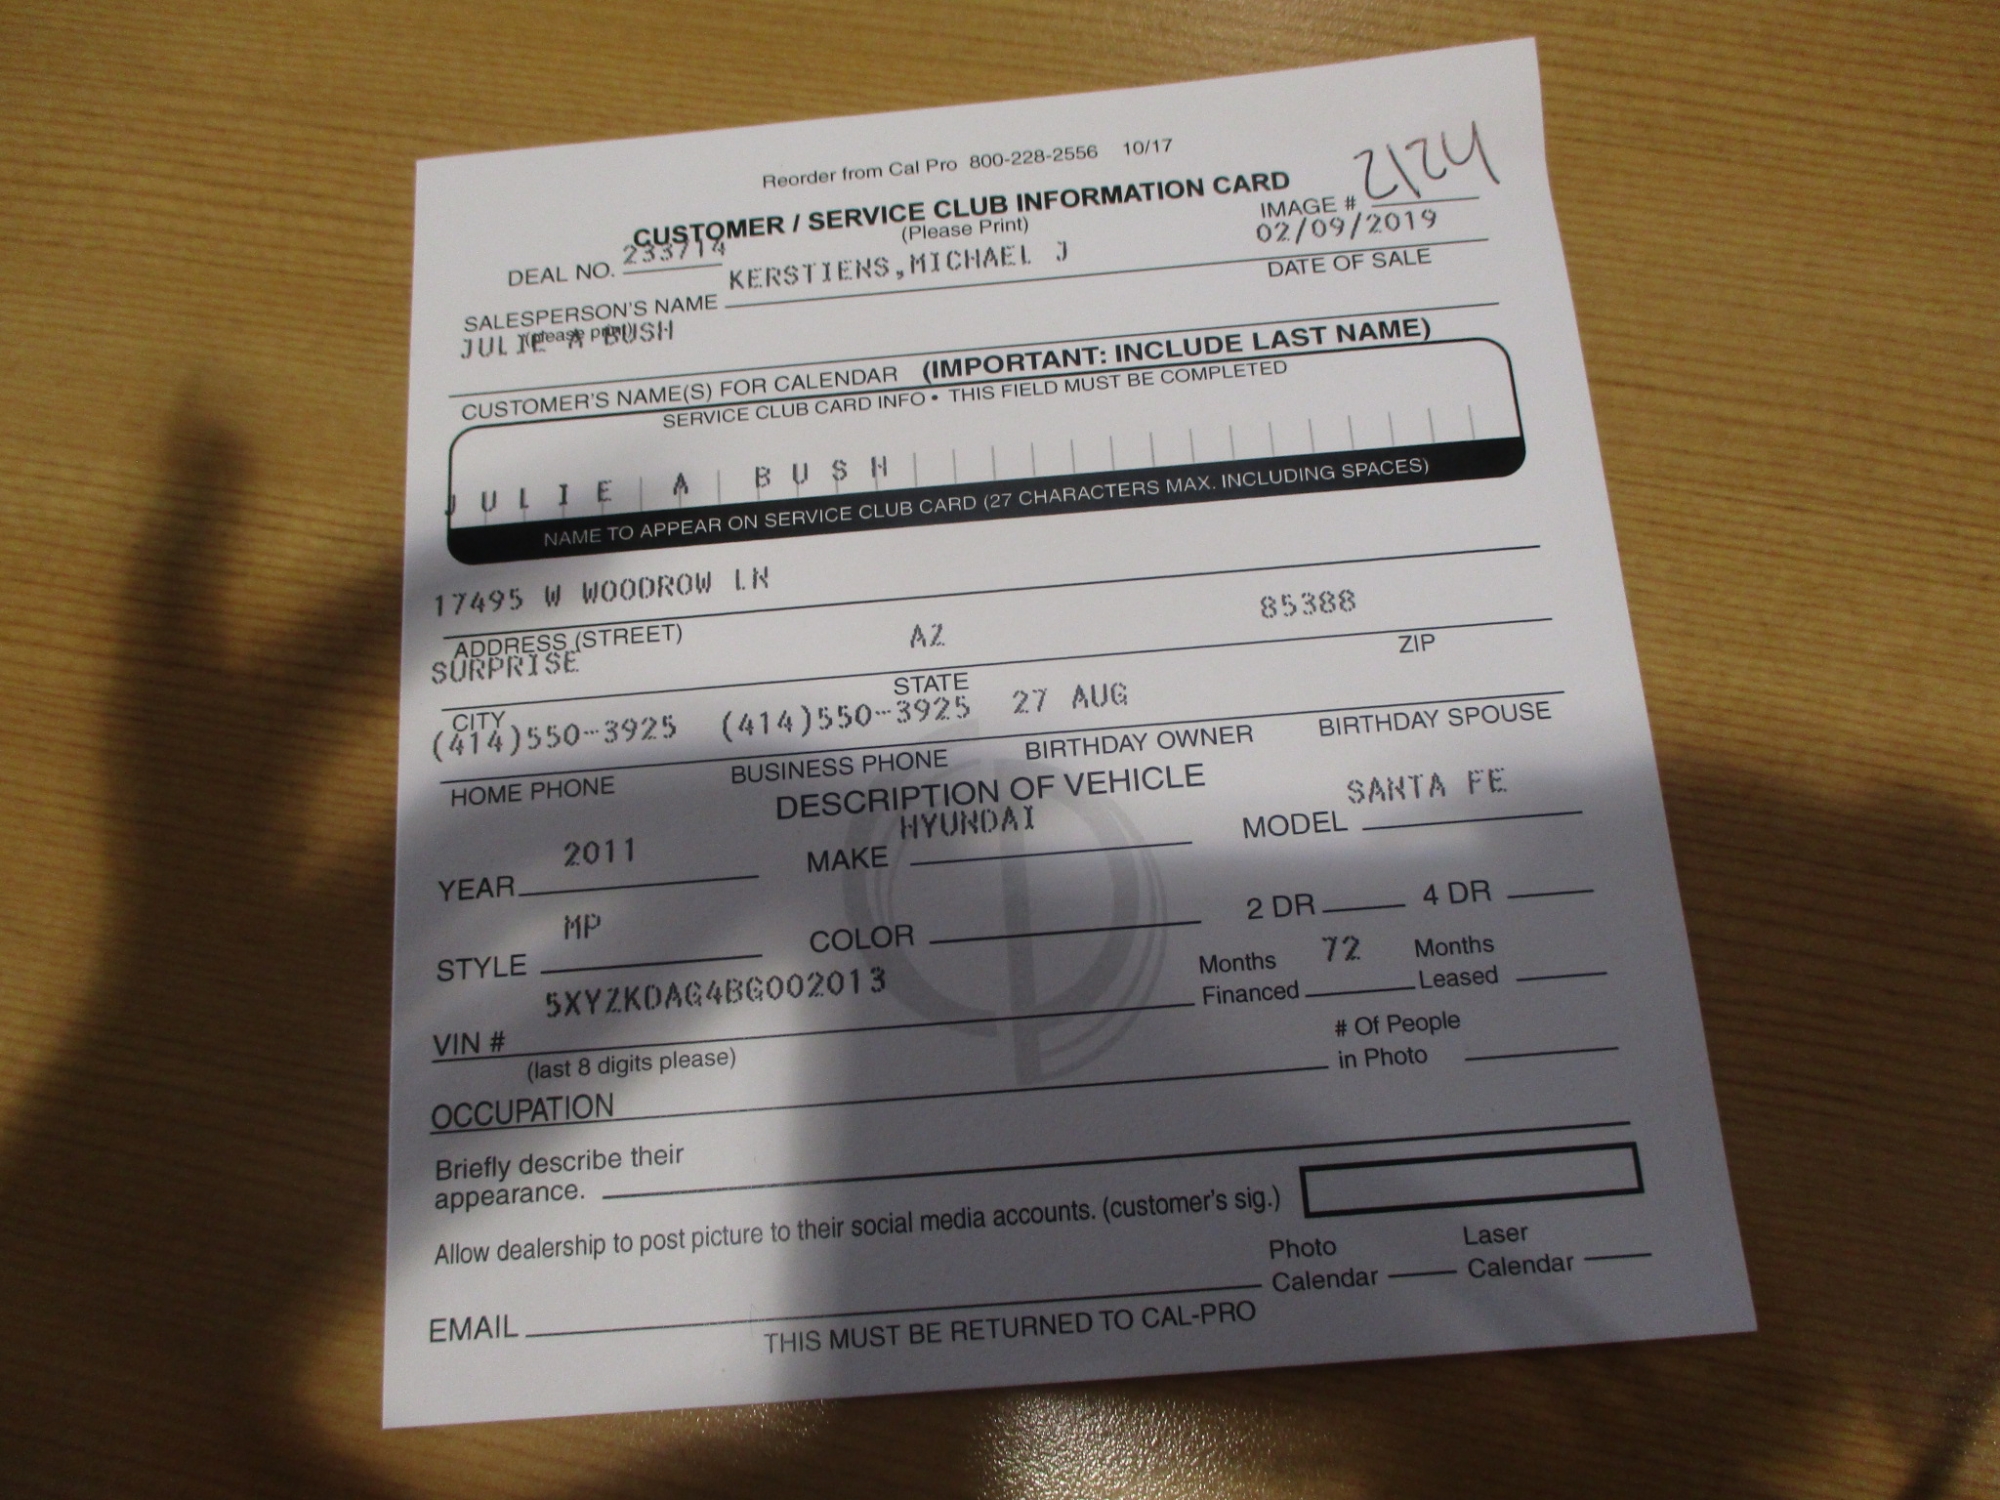 Reorder from Cal Pro 800-228-2556 10/17
CUSTOMER / SERVICE CLUB INFORMATION CARD
(Please Print)
IMAGE # 2124
DEAL NO. 233714
02/09/2019
DATE OF SALE
SALESPERSON'S NAME KERSTIENS,MICHAEL J
(please print)
JULIE A BUSH
CUSTOMER'S NAME(S) FOR CALENDAR (IMPORTANT: INCLUDE LAST NAME)
SERVICE CLUB CARD INFO • THIS FIELD MUST BE COMPLETED
JULIE A BUSH
NAME TO APPEAR ON SERVICE CLUB CARD (27 CHARACTERS MAX. INCLUDING SPACES)
17495 W WOODROW LN
ADDRESS (STREET)
SURPRISE AZ 85388
CITY STATE ZIP
(414)550-3925 (414)550-3925 27 AUG
HOME PHONE BUSINESS PHONE BIRTHDAY OWNER BIRTHDAY SPOUSE
DESCRIPTION OF VEHICLE
YEAR 2011 MAKE HYUNDAI MODEL SANTA FE
STYLE MP COLOR 2 DR 4 DR
VIN # 5XYZKDAG4BG002013 Months Financed 72 Months Leased
(last 8 digits please)
OCCUPATION # Of People in Photo
Briefly describe their
appearance.
Allow dealership to post picture to their social media accounts. (customer's sig.)
EMAIL Photo Calendar Laser Calendar
THIS MUST BE RETURNED TO CAL-PRO